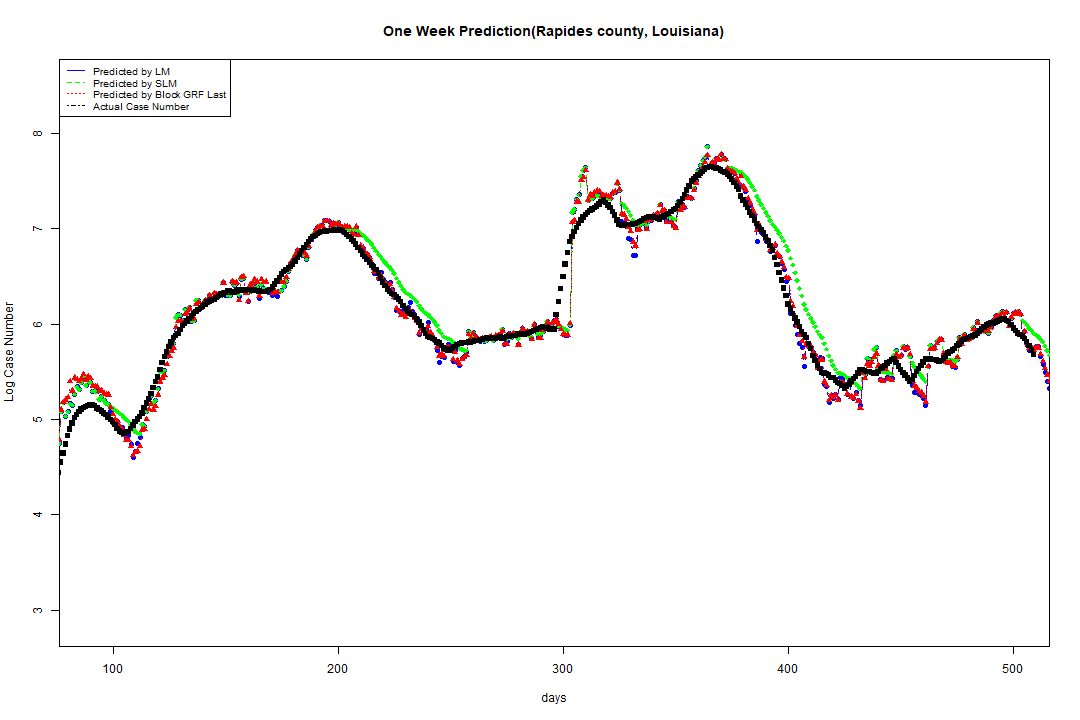 One Week Prediction(Rapides county, Louisiana)
Predicted by LM
Predicted by SLM
Predicted by Block GRF Last
Actual Case Number
Log Case Number
8
7
6
5
4
3
100 200 300 400 500
days